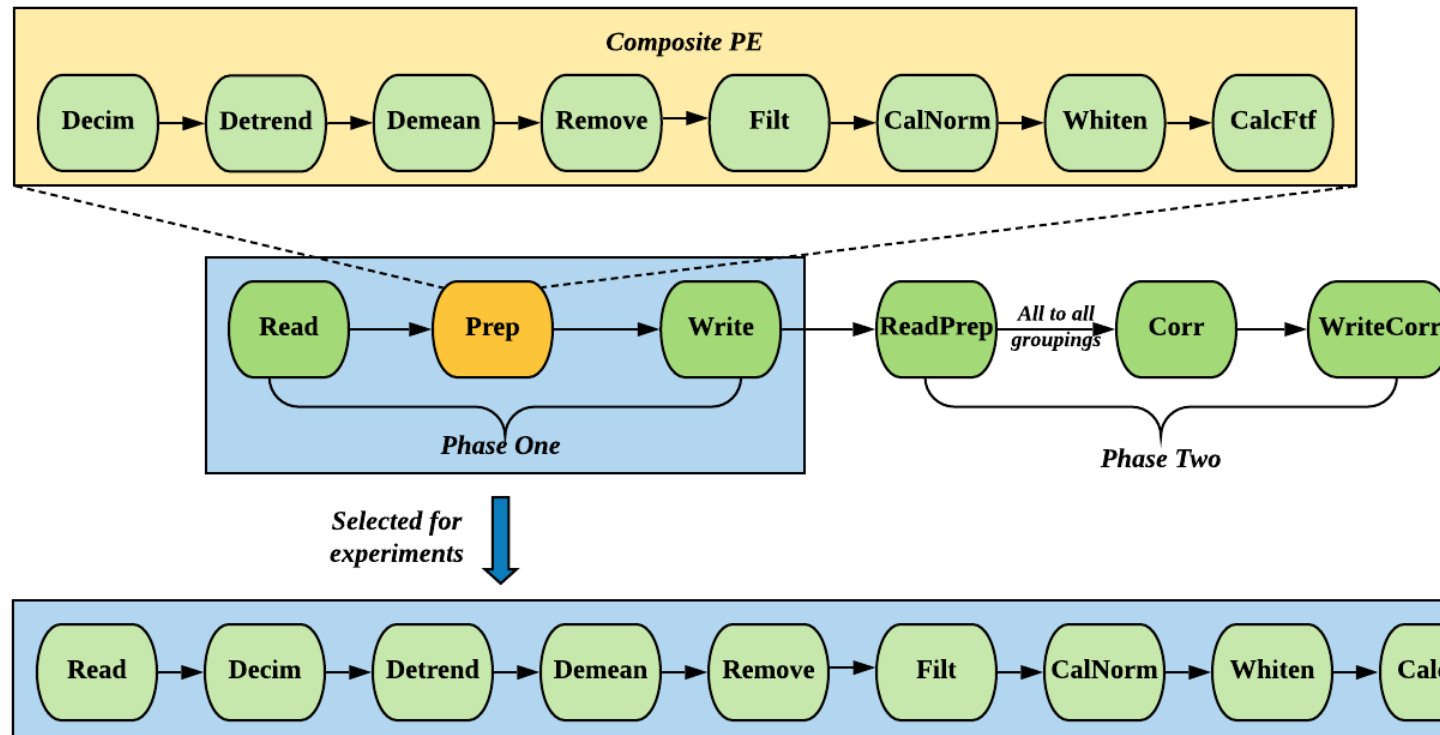 Composite PE
Decim
Detrend
Demean
Remove
Filt
CalNorm
Whiten
CalcFtf
Read
Prep
Write
ReadPrep
All to all
groupings
Corr
WriteCorr
Phase One
Phase Two
Selected for
experiments
Read
Decim
Detrend
Demean
Remove
Filt
CalNorm
Whiten